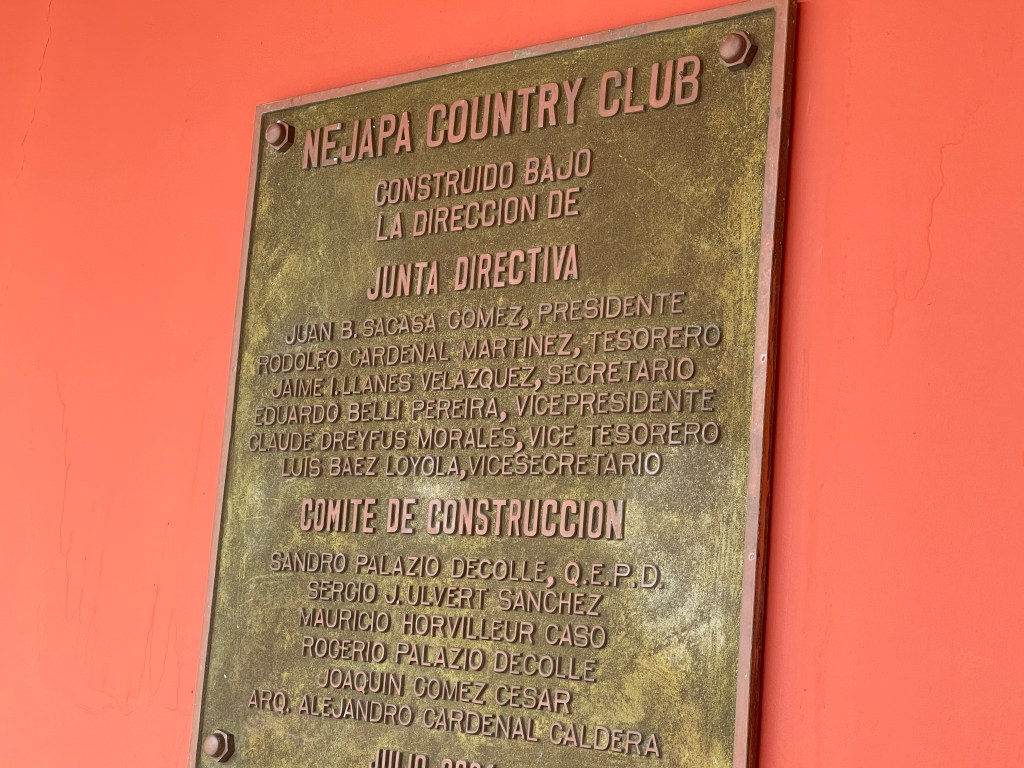 NEJAPA COUNTRY CLUB
CONSTRUIDO BAJO
LA DIRECCION DE
JUNTA DIRECTIVA
JUAN B. SACASA GOMEZ, PRESIDENTE
RODOLFO CARDENAL MARTINEZ, TESORERO
JAIME I. LLANES VELAZQUEZ, SECRETARIO
EDUARDO BELLI PEREIRA, VICEPRESIDENTE
CLAUDE DREYFUS MORALES, VICE TESORERO
LUIS BAEZ LOYOLA, VICESECRETARIO
COMITE DE CONSTRUCCION
SANDRO PALAZIO DECOLLE, Q.E.P.D.
SERGIO J. ULVERT SANCHEZ
MAURICIO HORVILLEUR CASO
ROGERIO PALAZIO DECOLLE
JOAQUIN GOMEZ CESAR
ARQ. ALEJANDRO CARDENAL CALDERA
JULIO